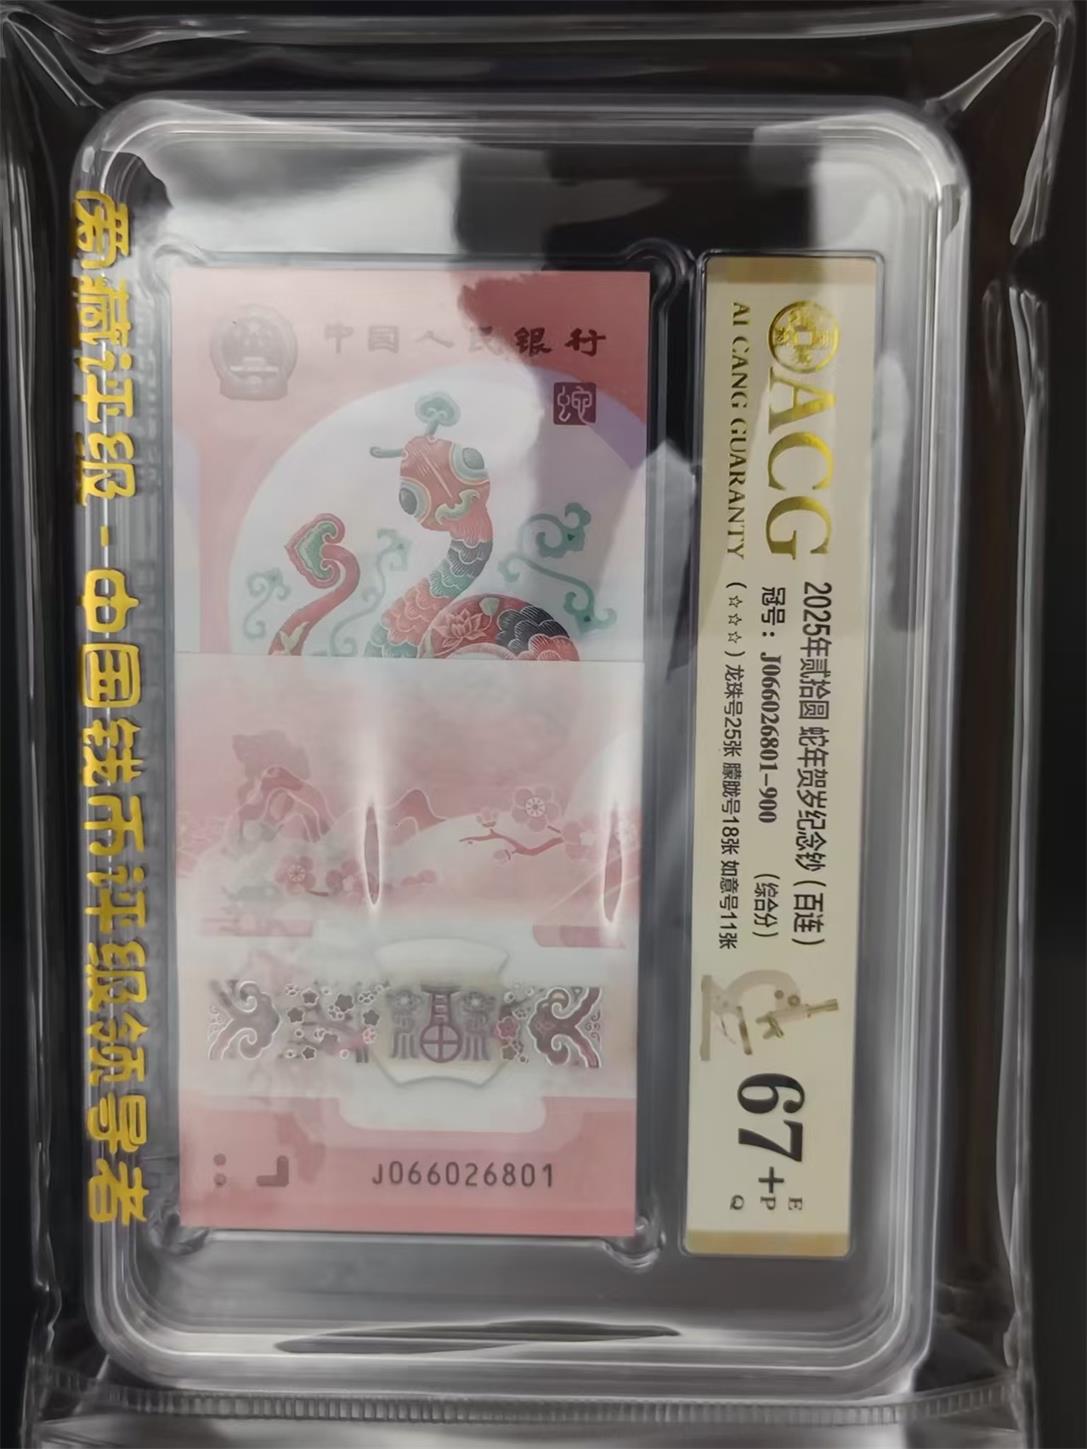 爱藏评级-中国钱币评级领导者
中国人民银行
蛇
J066026801
ACG
AI CANG GUARANTY
2025年贰拾圆 蛇年贺岁纪念钞(百连)
冠号:J066026801-900 (综合分)
(☆☆☆)龙珠号25张 朦胧号18张 如意号11张
67+
E
P
Q